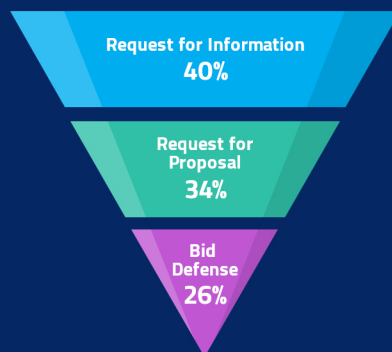 Request for Information
40%
Request for
Proposal
34%
Bid
Defense
26%